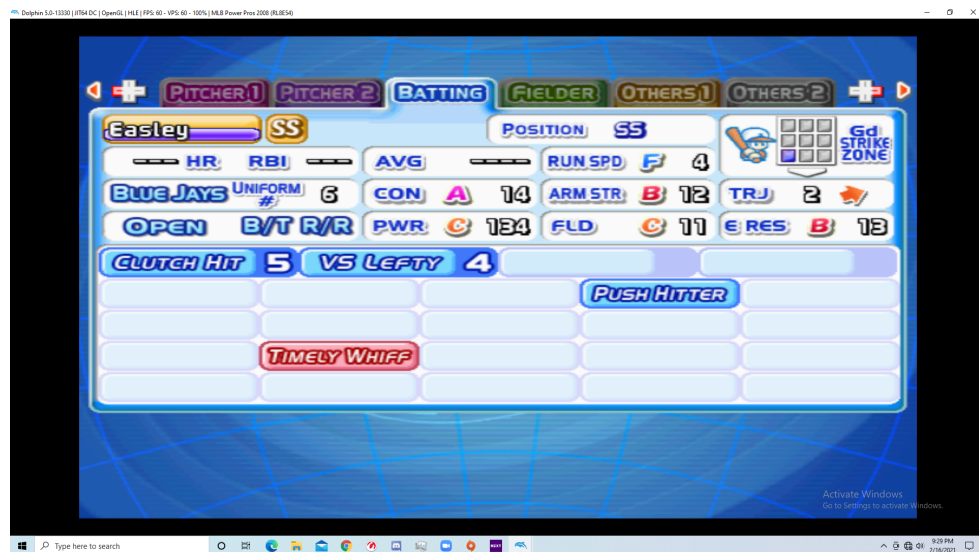 Dolphin 5.0-13330 | JIT64 DC | OpenGL | HLE | FPS: 60 - VPS: 60 - 100% | MLB Power Pros 2008 (RL8E54)
PITCHER 1 PITCHER 2 BATTING FIELDER OTHERS 1 OTHERS 2
Easley SS POSITION SS Gd STRIKE ZONE
--- HR RBI --- AVG ---- RUN SPD F 4
BLUE JAYS UNIFORM # 6 CON A 14 ARM STR B 12 TRJ 2
OPEN B/T R/R PWR C 134 FLD C 11 E RES B 13
CLUTCH HIT 5 VS LEFTY 4
PUSH HITTER
TIMELY WHIFF
Activate Windows
Go to Settings to activate Windows.
Type here to search
NEXT
9:29 PM
2/16/2021